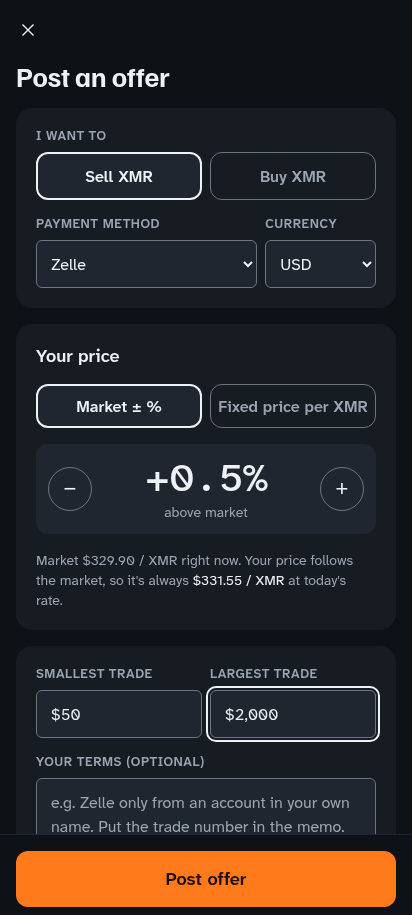 Post an offer
I WANT TO
Sell XMR
Buy XMR
PAYMENT METHOD
CURRENCY
Zelle
USD
Your price
Market ± %
Fixed price per XMR
−
+0.5%
+
above market
Market $329.90 / XMR right now. Your price follows
the market, so it's always $331.55 / XMR at today's
rate.
SMALLEST TRADE
LARGEST TRADE
$50
$2,000
YOUR TERMS (OPTIONAL)
e.g. Zelle only from an account in your own
name. Put the trade number in the memo.
Post offer